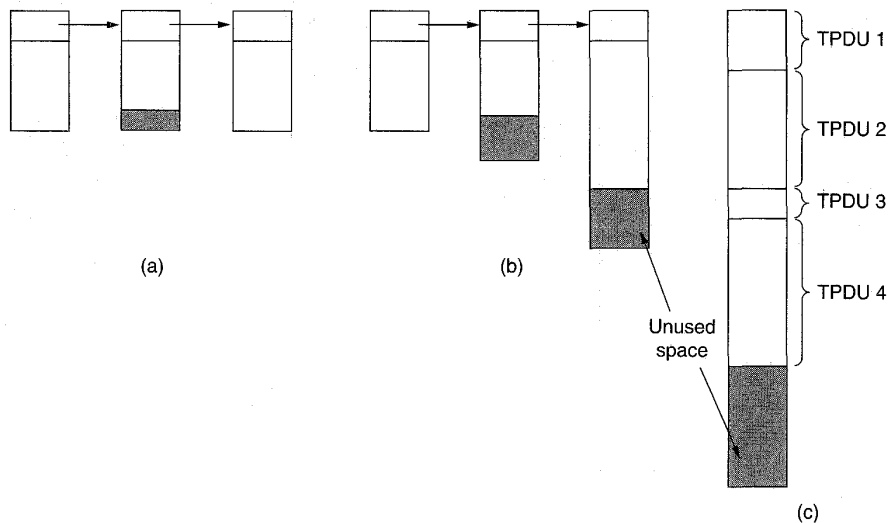 TPDU 1
TPDU 2
TPDU 3
TPDU 4
(a)
(b)
Unused
space
(c)